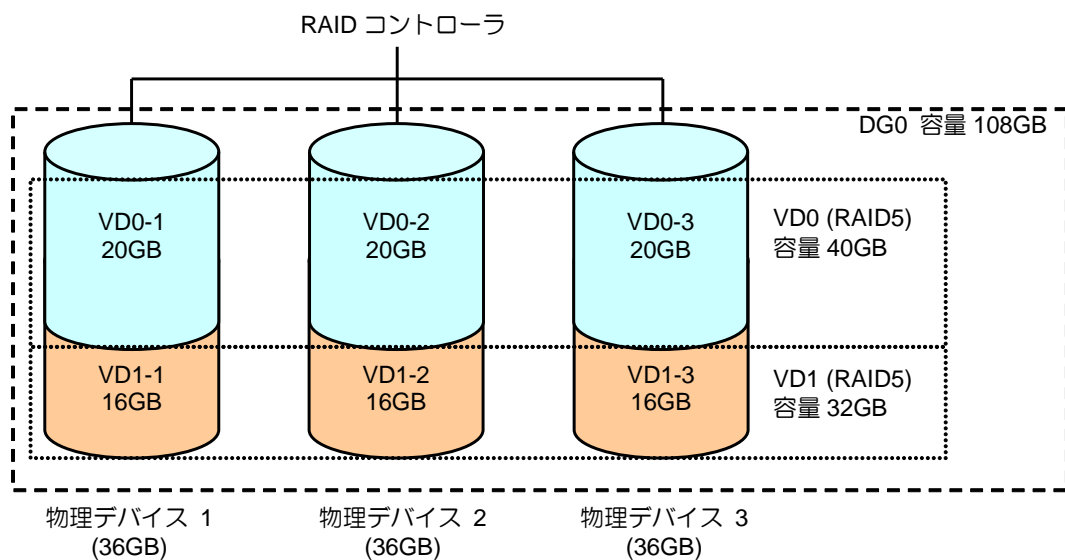 RAID コントローラ
DG0 容量 108GB
VD0-1
20GB
VD0-2
20GB
VD0-3
20GB
VD0 (RAID5)
容量 40GB
VD1-1
16GB
VD1-2
16GB
VD1-3
16GB
VD1 (RAID5)
容量 32GB
物理デバイス 1
(36GB)
物理デバイス 2
(36GB)
物理デバイス 3
(36GB)